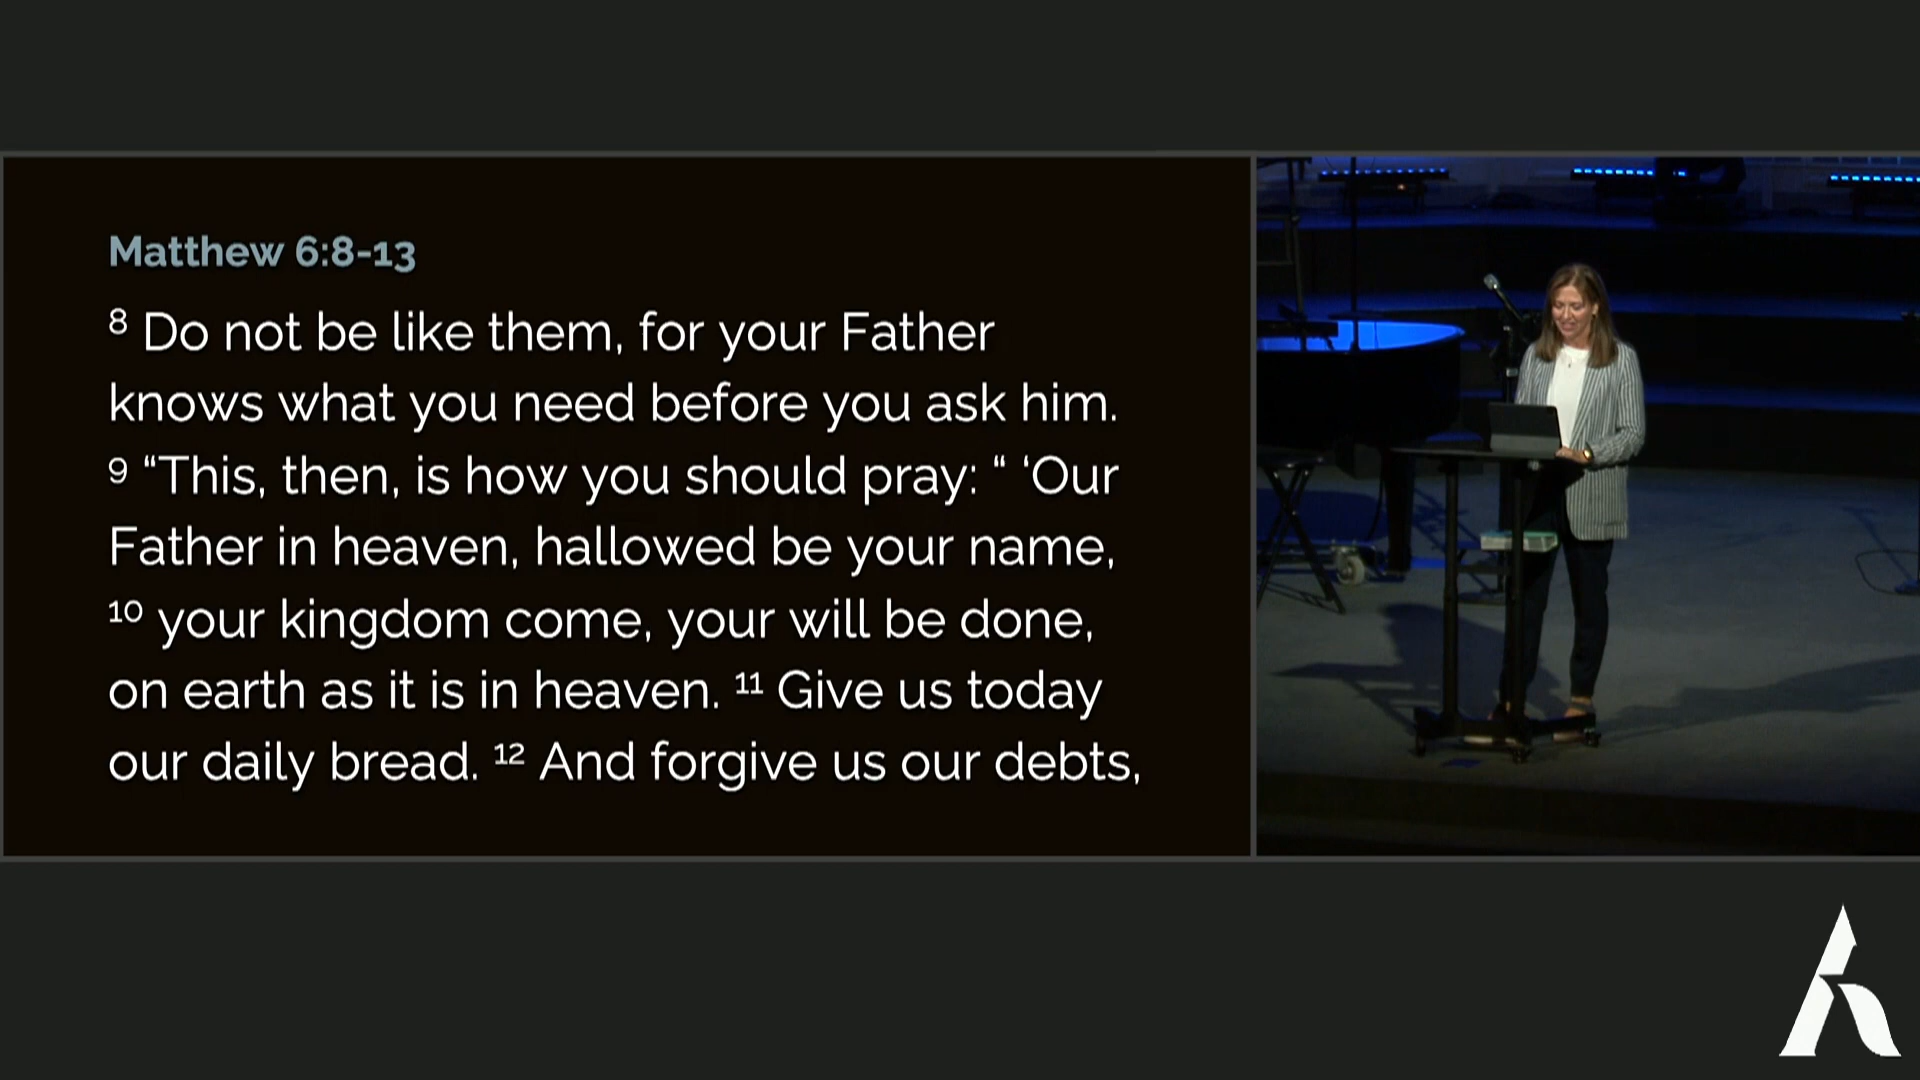 Matthew 6:8-13
⁸ Do not be like them, for your Father
knows what you need before you ask him.
⁹ “This, then, is how you should pray: “ ‘Our
Father in heaven, hallowed be your name,
¹⁰ your kingdom come, your will be done,
on earth as it is in heaven. ¹¹ Give us today
our daily bread. ¹² And forgive us our debts,